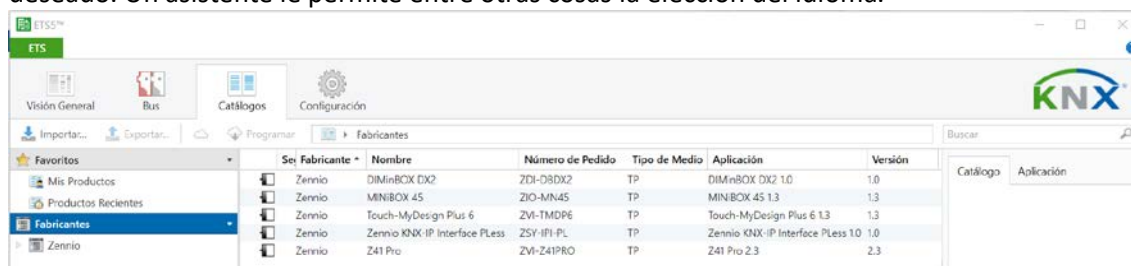 deseado. Un asistente le permite entre otras cosas la elección del idioma.
ETS5™
ETS
Visión General Bus Catálogos Configuración
KNX
Importar... Exportar... Programar Fabricantes Buscar
Favoritos
Mis Productos
Productos Recientes
Fabricantes
Zennio
Se Fabricante Nombre Número de Pedido Tipo de Medio Aplicación Versión
Zennio DIMinBOX DX2 ZDI-DBDX2 TP DIMinBOX DX2 1.0 1.0
Zennio MINiBOX 45 ZIO-MN45 TP MINiBOX 45 1.3 1.3
Zennio Touch-MyDesign Plus 6 ZVI-TMDP6 TP Touch-MyDesign Plus 6 1.3 1.3
Zennio Zennio KNX-IP Interface PLess ZSY-IPI-PL TP Zennio KNX-IP Interface PLess 1.0 1.0
Zennio Z41 Pro ZVI-Z41PRO TP Z41 Pro 2.3 2.3
Catálogo Aplicación